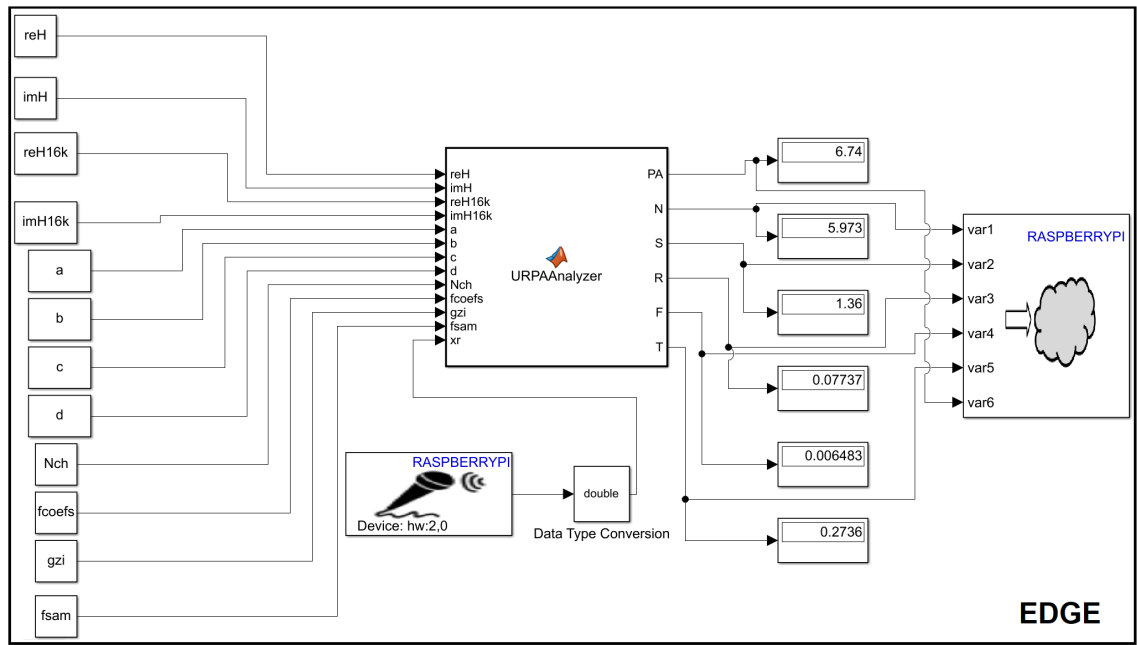 reH
imH
reH16k
imH16k
a
b
c
d
Nch
fcoefs
gzi
fsam
reH
imH
reH16k
imH16k
a
b
c
d
Nch
fcoefs
gzi
fsam
xr
URPAAnalyzer
PA
N
S
R
F
T
RASPBERRYPI
Device: hw:2,0
double
Data Type Conversion
6.74
5.973
1.36
0.07737
0.006483
0.2736
var1
var2
var3
var4
var5
var6
RASPBERRYPI
EDGE